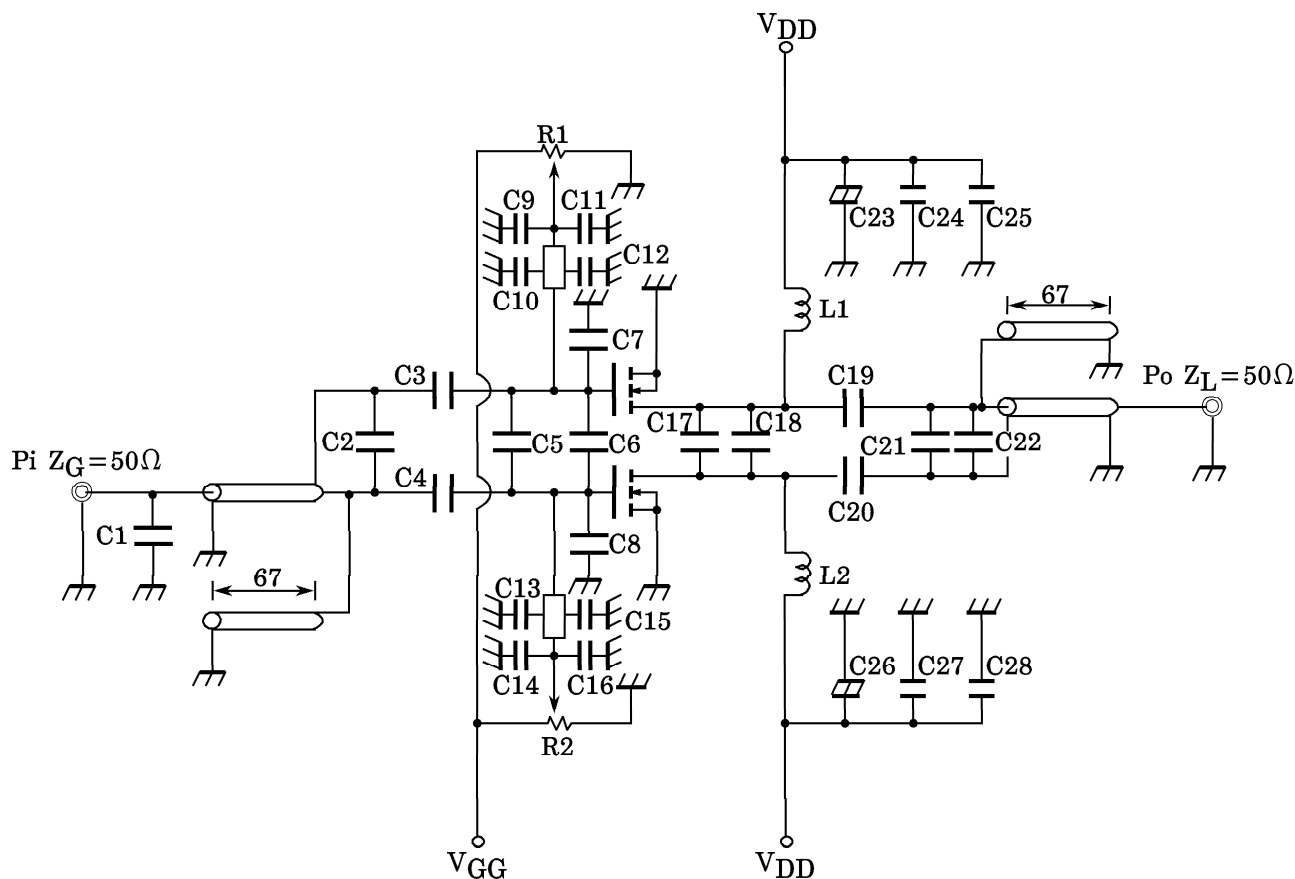 VDD
R1
C9 C11
C23 C24 C25
C12
C10
67
L1
C7
C3 C19
Po ZL=50Ω
C17 C18
C2 C5 C6 C21 C22
Pi ZG=50Ω
C4
C20
C1 C8
67
C13
L2
C15
C14 C16
C26 C27 C28
R2
VGG
VDD